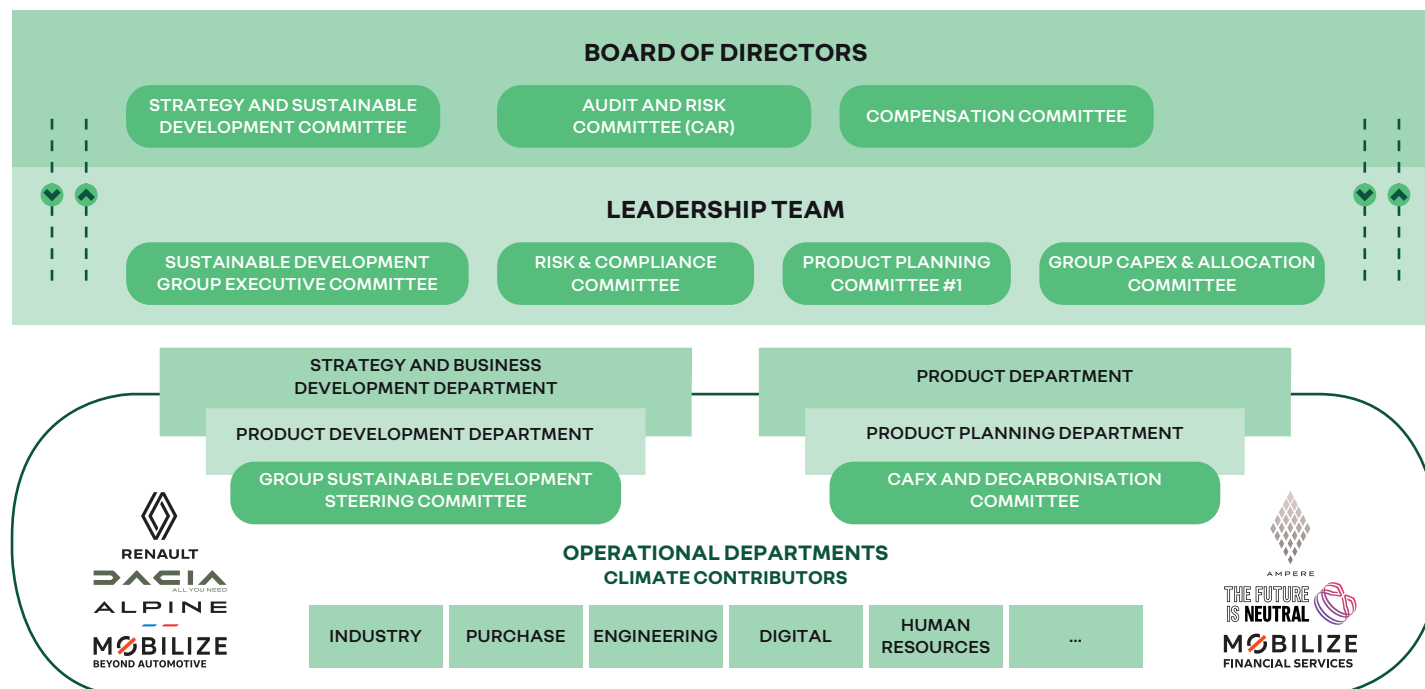 BOARD OF DIRECTORS
STRATEGY AND SUSTAINABLE
DEVELOPMENT COMMITTEE
AUDIT AND RISK
COMMITTEE (CAR)
COMPENSATION COMMITTEE
LEADERSHIP TEAM
SUSTAINABLE DEVELOPMENT
GROUP EXECUTIVE COMMITTEE
RISK & COMPLIANCE
COMMITTEE
PRODUCT PLANNING
COMMITTEE #1
GROUP CAPEX & ALLOCATION
COMMITTEE
STRATEGY AND BUSINESS
DEVELOPMENT DEPARTMENT
PRODUCT DEVELOPMENT DEPARTMENT
GROUP SUSTAINABLE DEVELOPMENT
STEERING COMMITTEE
PRODUCT DEPARTMENT
PRODUCT PLANNING DEPARTMENT
CAFX AND DECARBONISATION
COMMITTEE
RENAULT
DACIA
ALL YOU NEED
ALPINE
MOBILIZE
BEYOND AUTOMOTIVE
OPERATIONAL DEPARTMENTS
CLIMATE CONTRIBUTORS
INDUSTRY
PURCHASE
ENGINEERING
DIGITAL
HUMAN
RESOURCES
...
AMPERE
THE FUTURE
IS NEUTRAL
MOBILIZE
FINANCIAL SERVICES